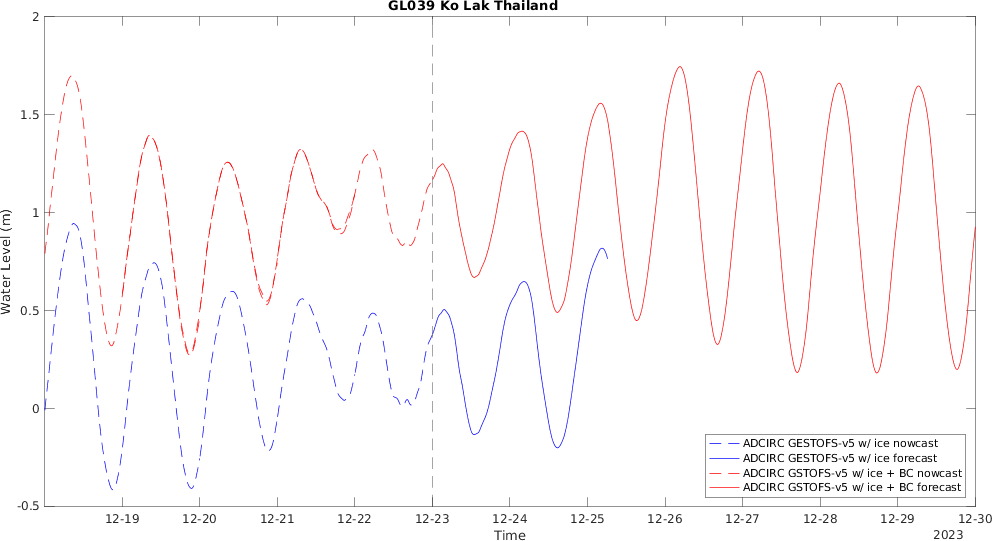 GL039 Ko Lak Thailand
2
1.5
1
0.5
0
-0.5
Water Level (m)
12-19 12-20 12-21 12-22 12-23 12-24 12-25 12-26 12-27 12-28 12-29 12-30
Time
2023
ADCIRC GESTOFS-v5 w/ ice nowcast
ADCIRC GESTOFS-v5 w/ ice forecast
ADCIRC GSTOFS-v5 w/ ice + BC nowcast
ADCIRC GSTOFS-v5 w/ ice + BC forecast